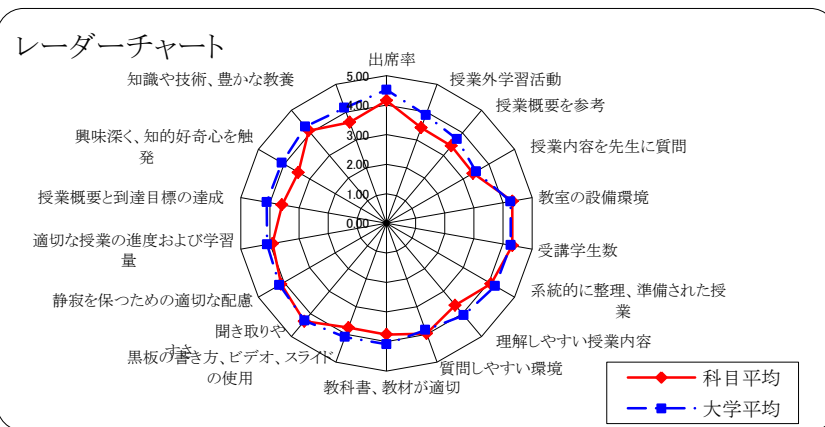 レーダーチャート
出席率
授業外学習活動
授業概要を参考
授業内容を先生に質問
教室の設備環境
受講学生数
系統的に整理、準備された授
業
理解しやすい授業内容
質問しやすい環境
教科書、教材が適切
黒板の書き方、ビデオ、スライド
の使用
聞き取りや
すさ
静寂を保つための適切な配慮
適切な授業の進度および学習
量
授業概要と到達目標の達成
興味深く、知的好奇心を触
発
知識や技術、豊かな教養
5.00
4.00
3.00
2.00
1.00
0.00
科目平均
大学平均